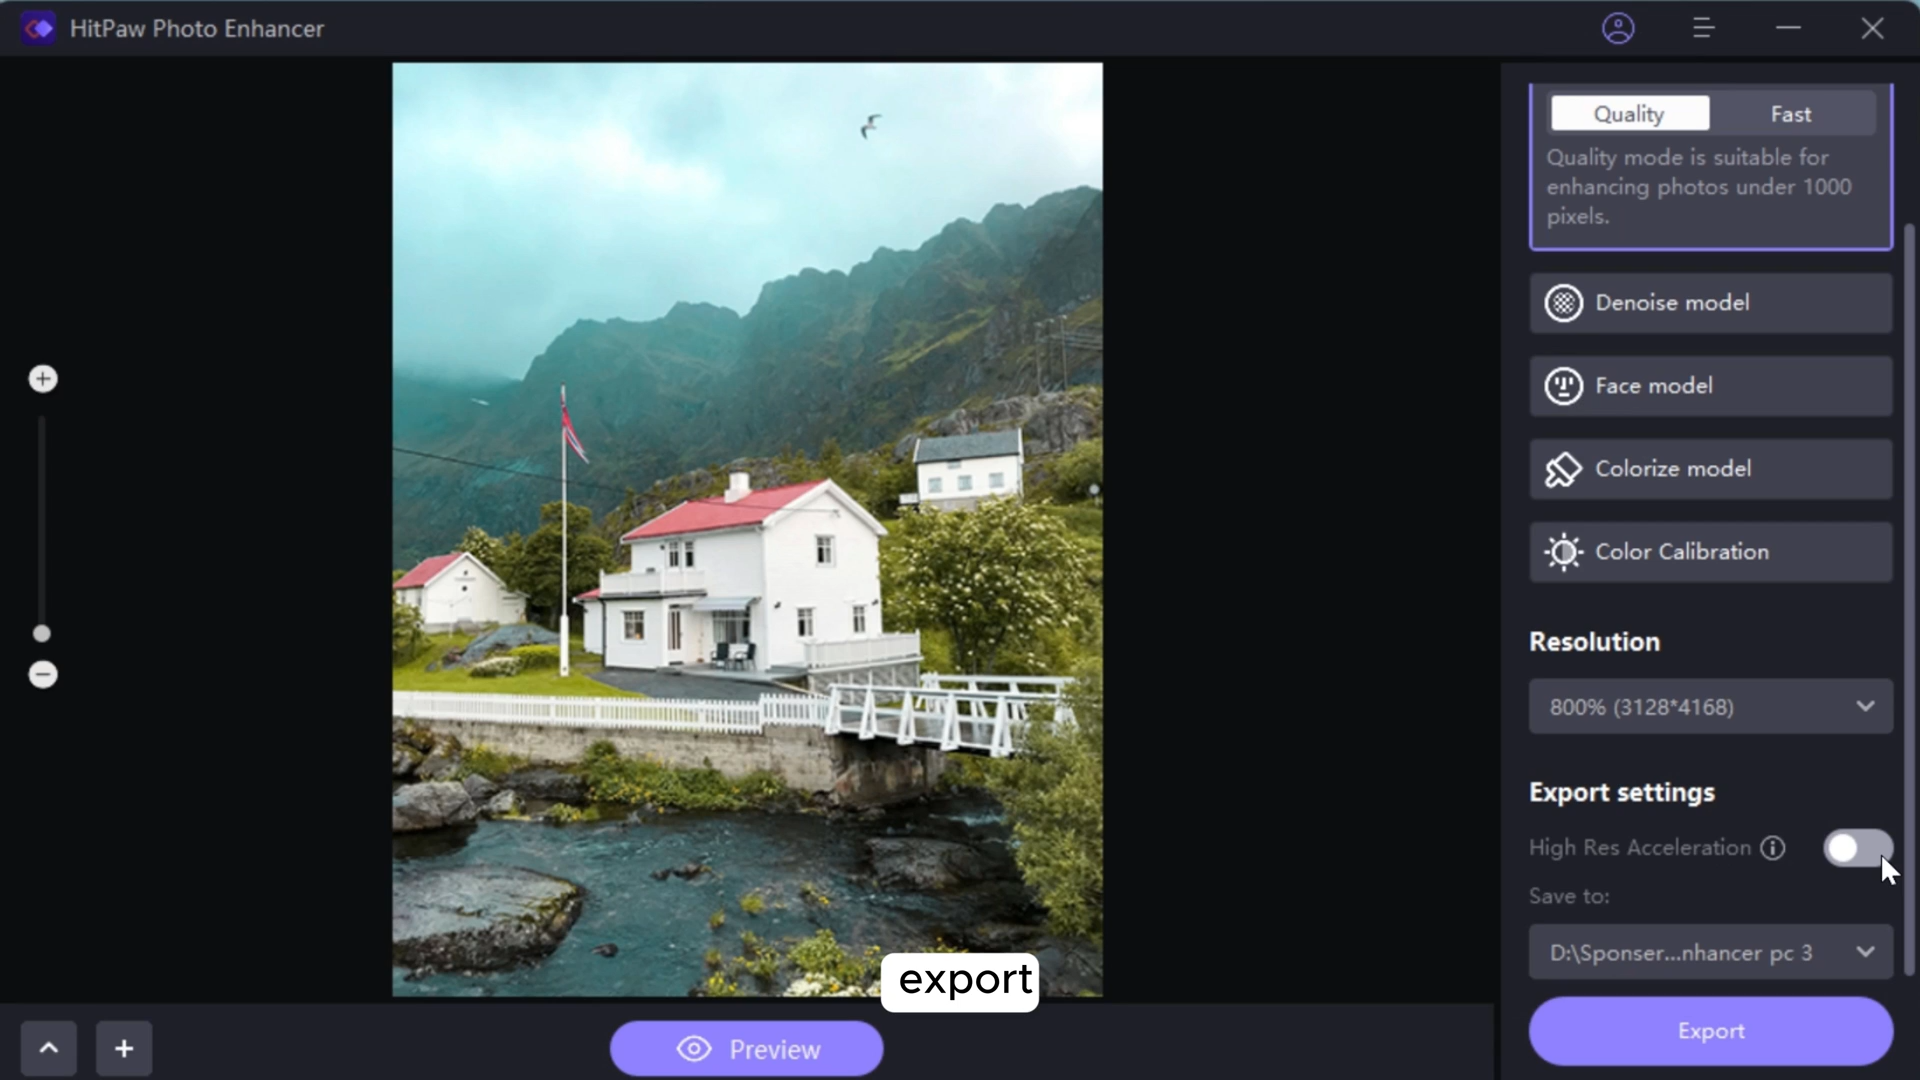 HitPaw Photo Enhancer
Quality
Fast
Quality mode is suitable for
enhancing photos under 1000
pixels.
Denoise model
Face model
Colorize model
Color Calibration
Resolution
800% (3128*4168)
Export settings
High Res Acceleration
Save to:
D:\Sponser...nhancer pc 3
export
Preview
Export